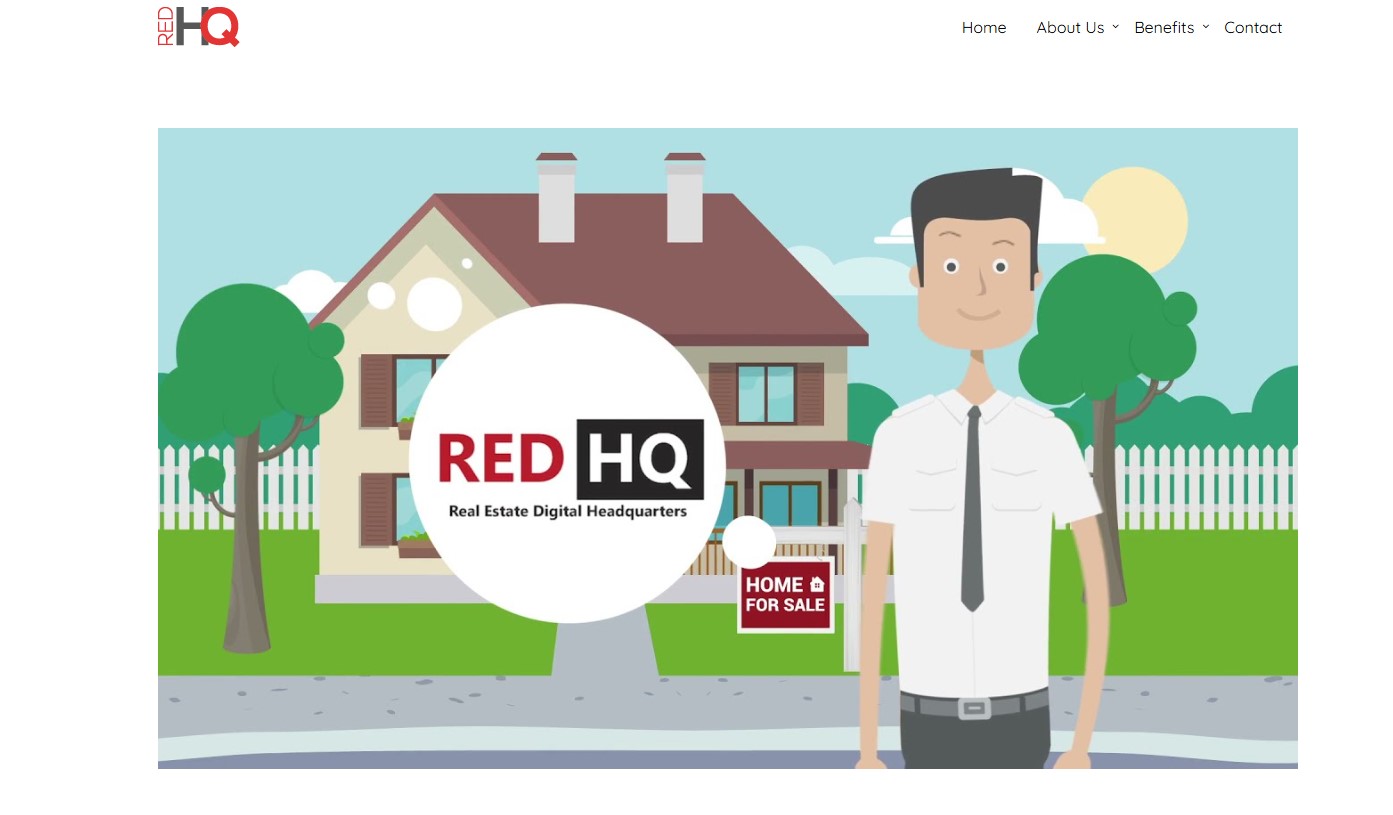 RED HQ
Home About Us Benefits Contact
RED HQ
Real Estate Digital Headquarters
HOME
FOR SALE